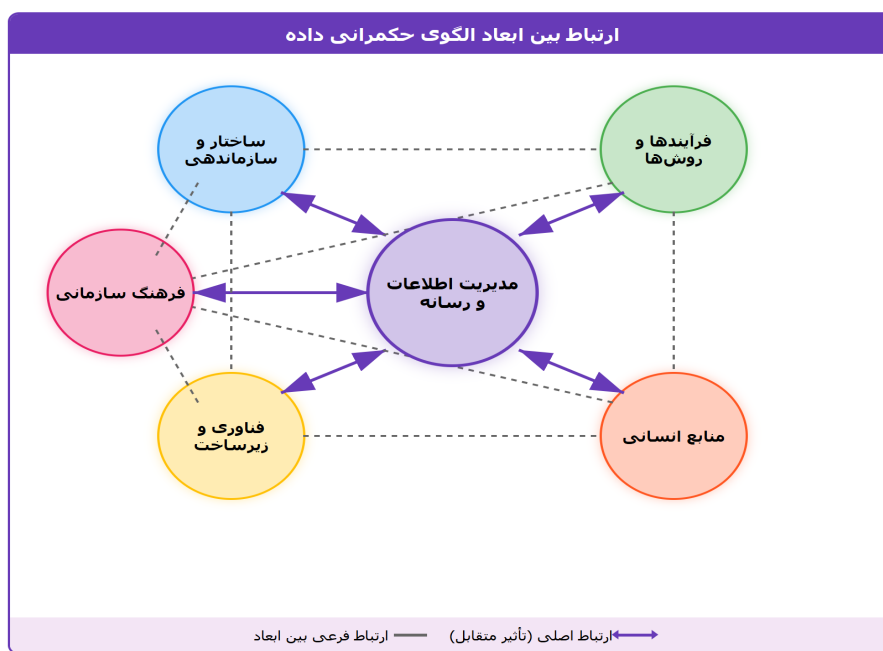 ارتباط بین ابعاد الگوی حکمرانی داده
فرآیندها و
روش‌ها
ساختار و
سازماندهی
مدیریت اطلاعات
و رسانه
فرهنگ سازمانی
منابع انسانی
فناوری و
زیرساخت
ارتباط اصلی (تأثیر متقابل)
ارتباط فرعی بین ابعاد